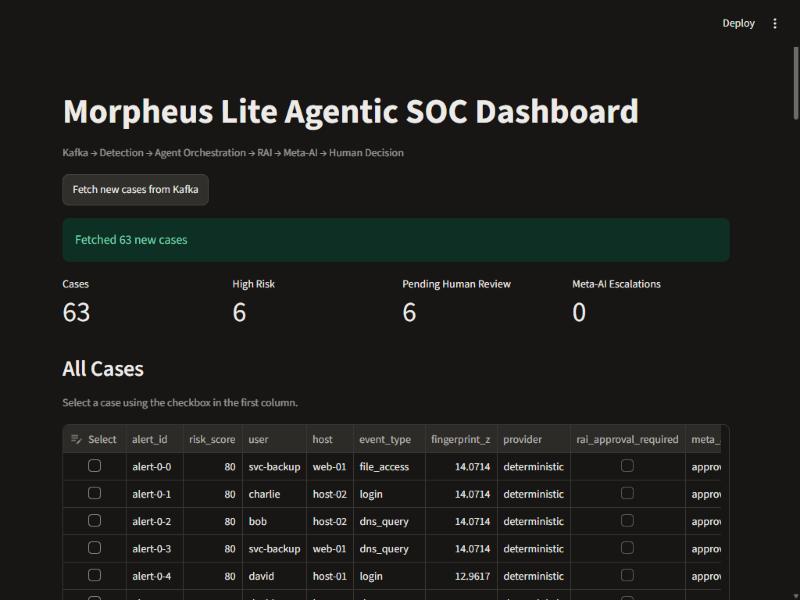 Deploy
Morpheus Lite Agentic SOC Dashboard
Kafka → Detection → Agent Orchestration → RAI → Meta-AI → Human Decision
Fetch new cases from Kafka
Fetched 63 new cases
Cases High Risk Pending Human Review Meta-AI Escalations
63 6 6 0
All Cases
Select a case using the checkbox in the first column.
Select alert_id risk_score user host event_type fingerprint_z provider rai_approval_required meta_
alert-0-0 80 svc-backup web-01 file_access 14.0714 deterministic approv
alert-0-1 80 charlie host-02 login 14.0714 deterministic approv
alert-0-2 80 bob host-02 dns_query 14.0714 deterministic approv
alert-0-3 80 svc-backup web-01 dns_query 14.0714 deterministic approv
alert-0-4 80 david host-01 login 12.9617 deterministic approv